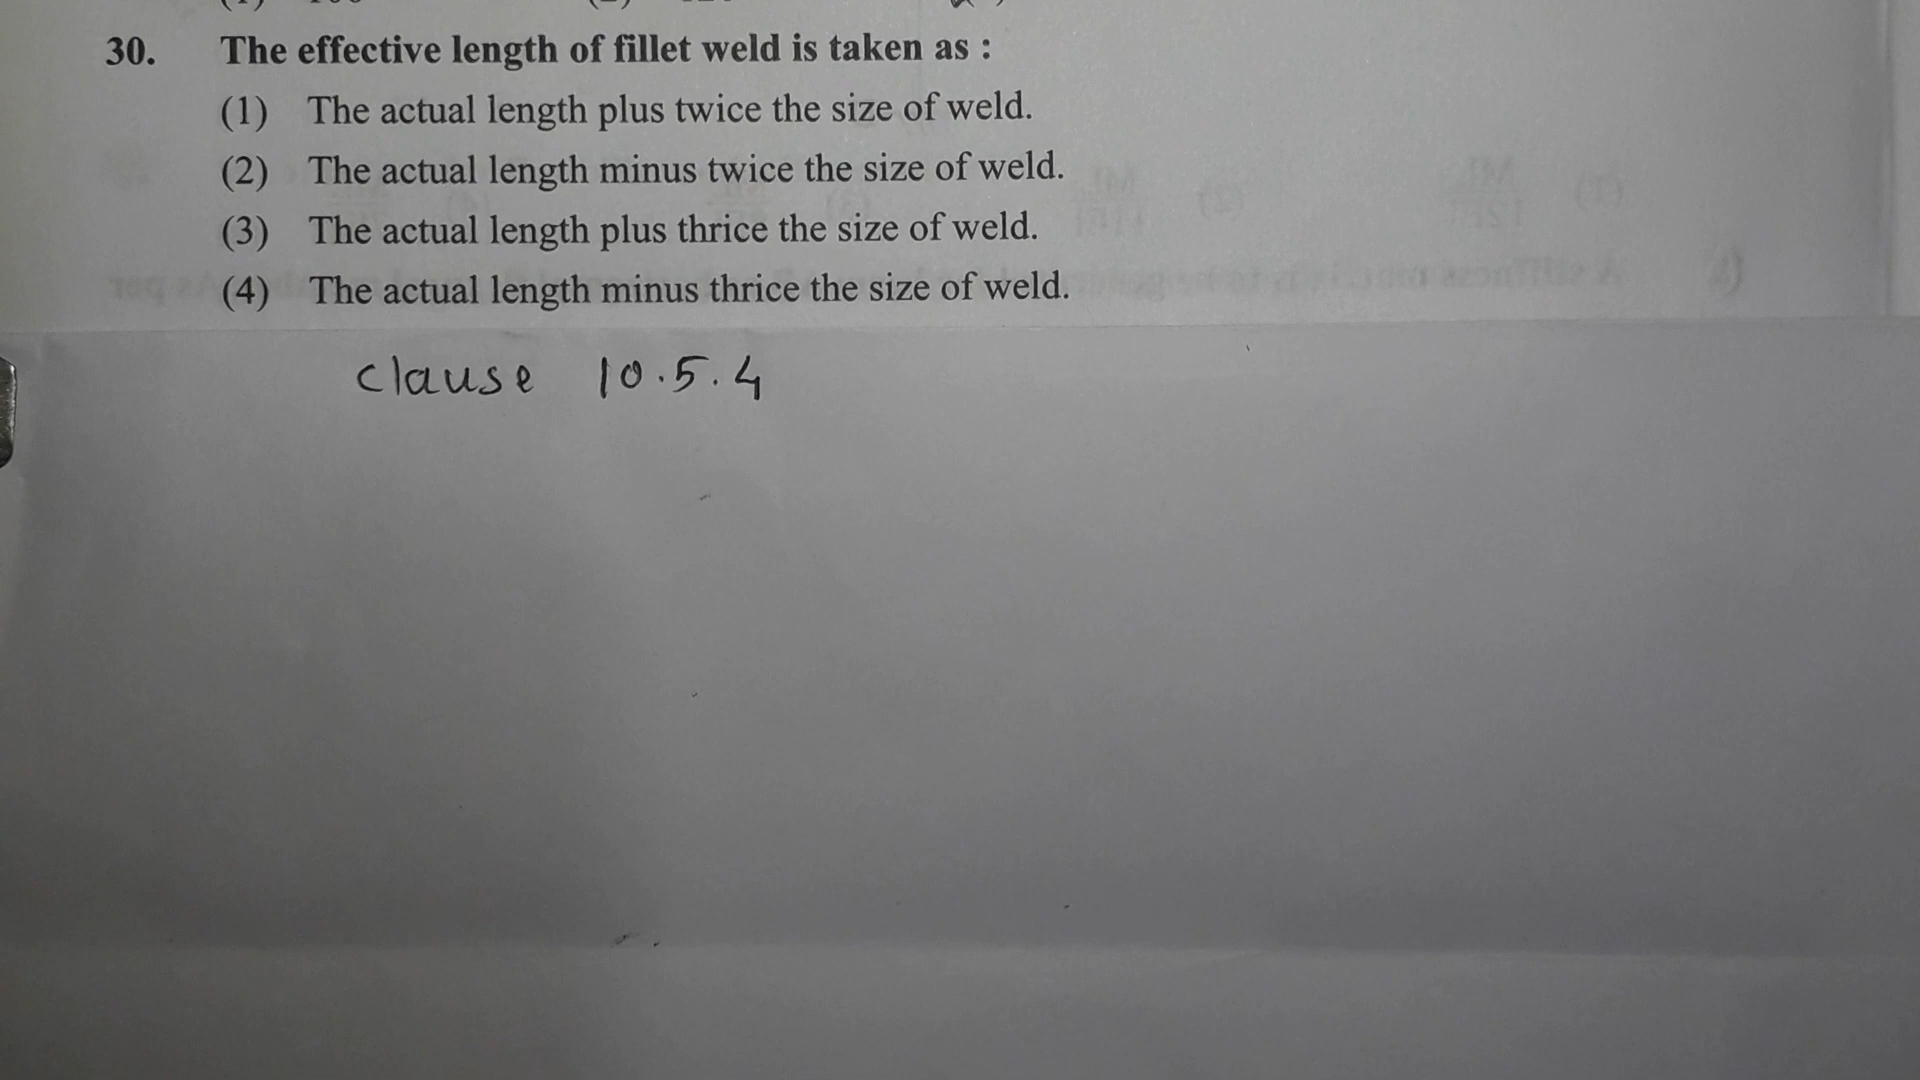 30. The effective length of fillet weld is taken as :
(1) The actual length plus twice the size of weld.
(2) The actual length minus twice the size of weld.
(3) The actual length plus thrice the size of weld.
(4) The actual length minus thrice the size of weld.
clause 10.5.4